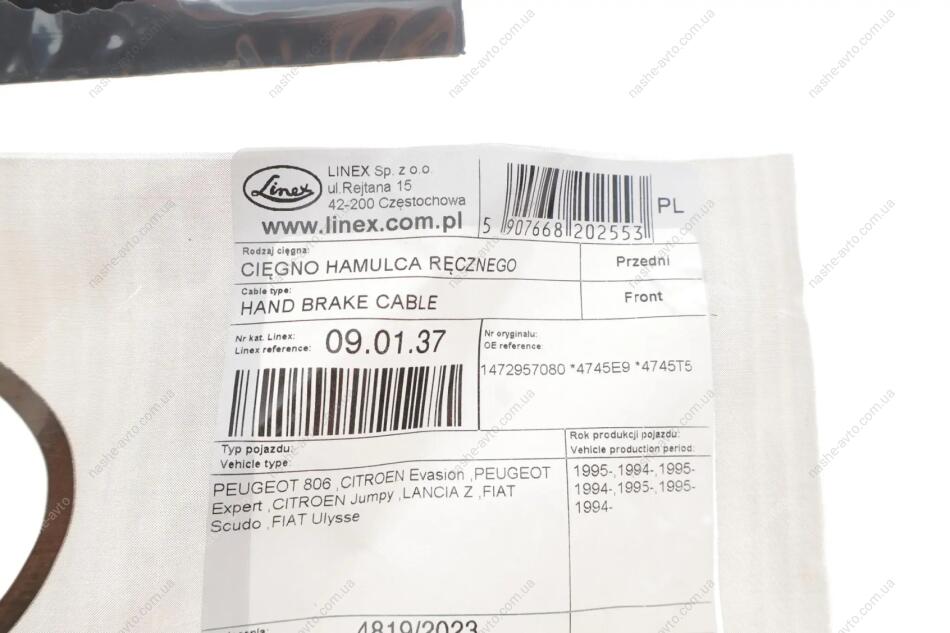 Linex
LINEX Sp. z o.o.
ul.Rejtana 15
42-200 Częstochowa
www.linex.com.pl
5 907668 202553
PL
Rodzaj cięgna:
CIĘGNO HAMULCA RĘCZNEGO
Przedni
Cable type:
HAND BRAKE CABLE
Front
Nr kat. Linex:
Linex reference:
09.01.37
Nr oryginału:
OE reference:
1472957080 *4745E9 *4745T5
Typ pojazdu:
Vehicle type:
Rok produkcji pojazdu:
Vehicle production period:
PEUGEOT 806 ,CITROEN Evasion ,PEUGEOT
Expert ,CITROEN Jumpy ,LANCIA Z ,FIAT
Scudo ,FIAT Ulysse
1995-,1994-,1995-
1994-,1995-,1995-
1994-
4819/2023
nashe-avto.com.ua